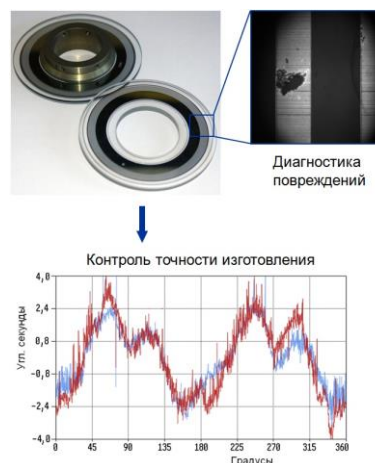 Диагностика
повреждений
Контроль точности изготовления
Угл. секунды
4,0
2,4
0,8
-0,8
-2,4
-4,0
0 45 90 135 180 225 270 315 360
Градусы